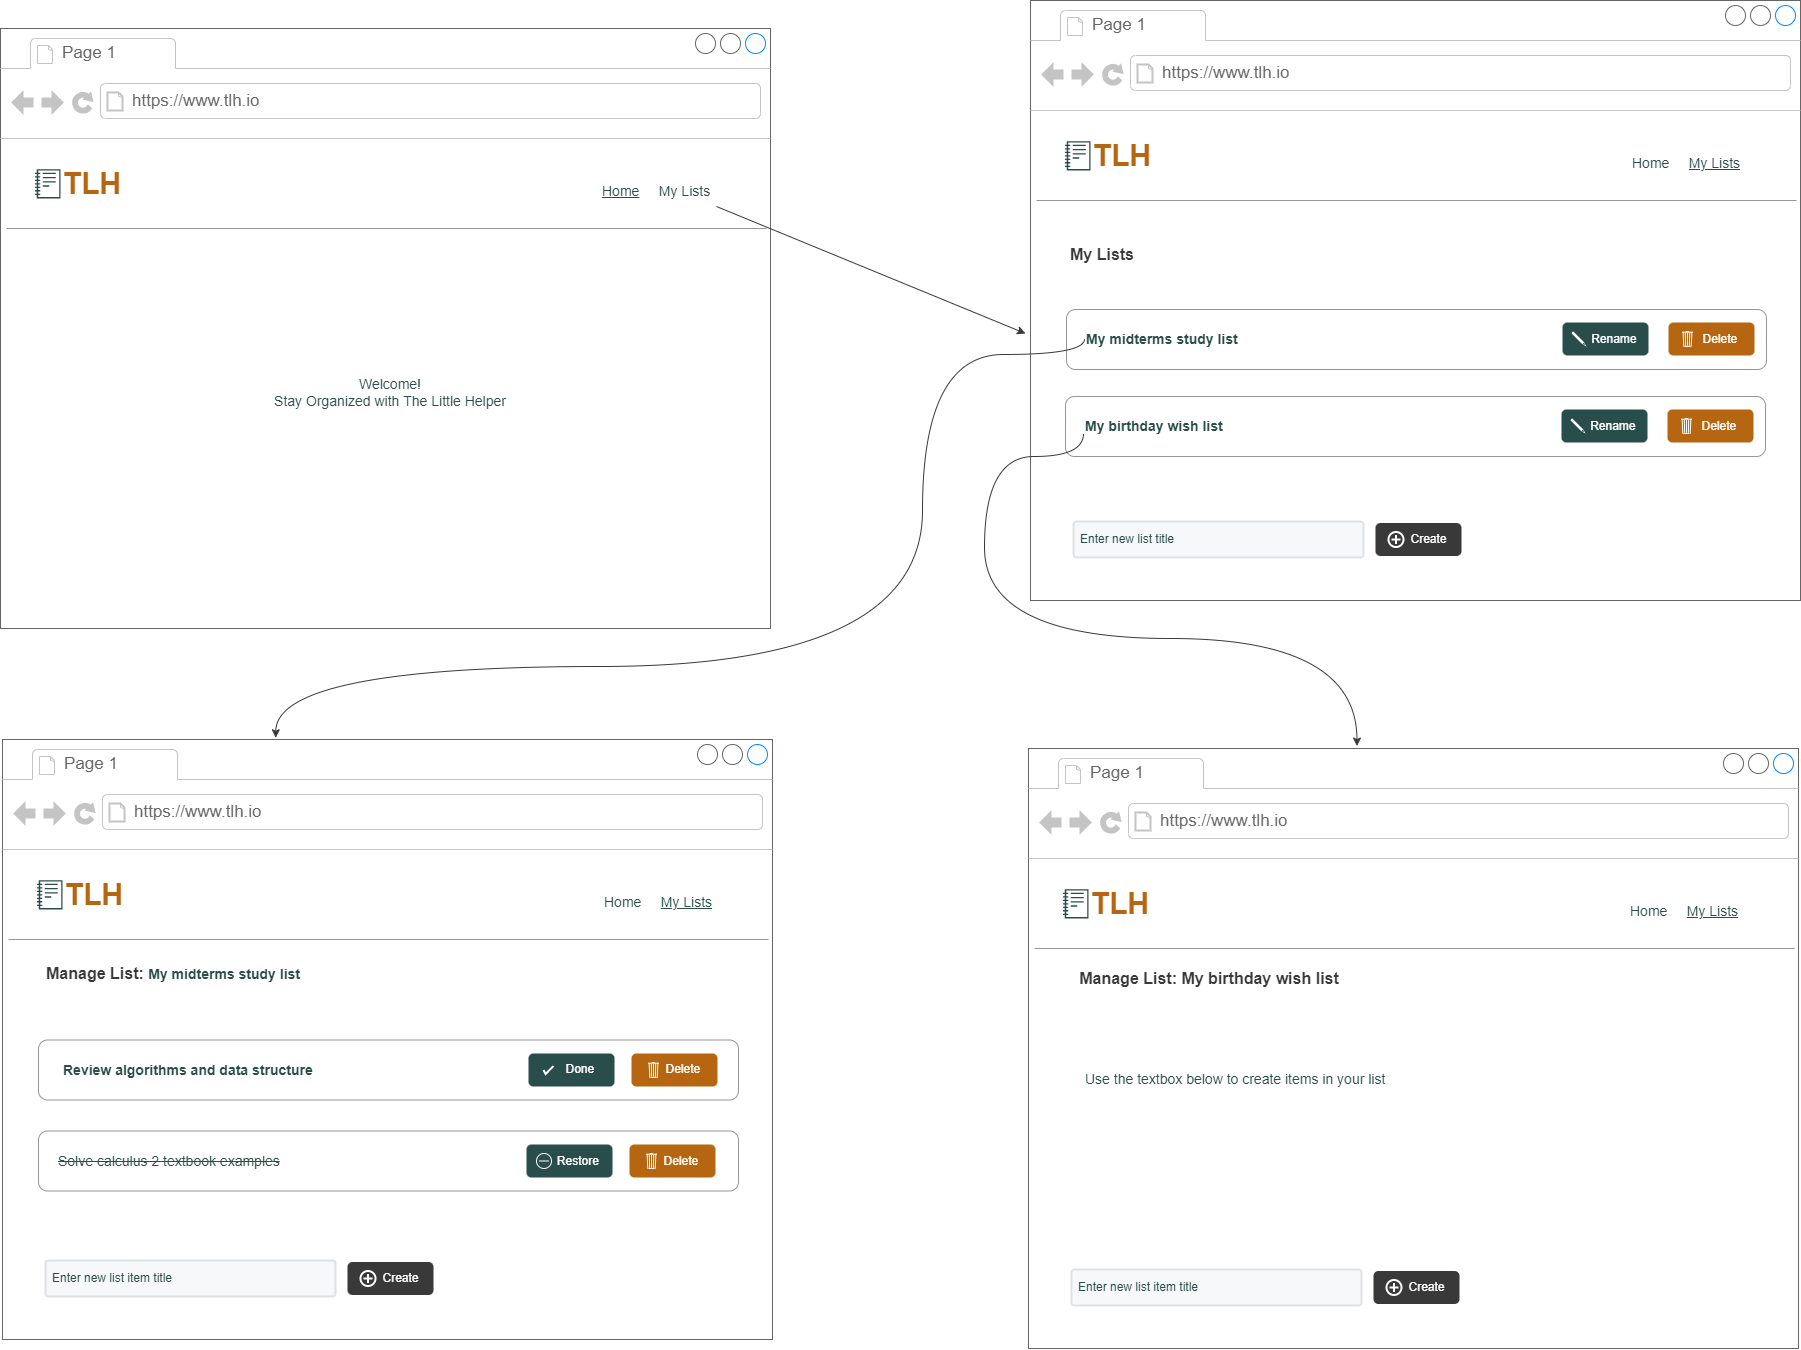 Page 1
https://www.tlh.io
TLH
Home
My Lists
Welcome!
Stay Organized with The Little Helper
Page 1
https://www.tlh.io
TLH
Home
My Lists
My Lists
My midterms study list
Rename
Delete
My birthday wish list
Rename
Delete
Enter new list title
Create
Page 1
https://www.tlh.io
TLH
Home
My Lists
Manage List: My midterms study list
Review algorithms and data structure
Done
Delete
Solve calculus 2 textbook examples
Restore
Delete
Enter new list item title
Create
Page 1
https://www.tlh.io
TLH
Home
My Lists
Manage List: My birthday wish list
Use the textbox below to create items in your list
Enter new list item title
Create